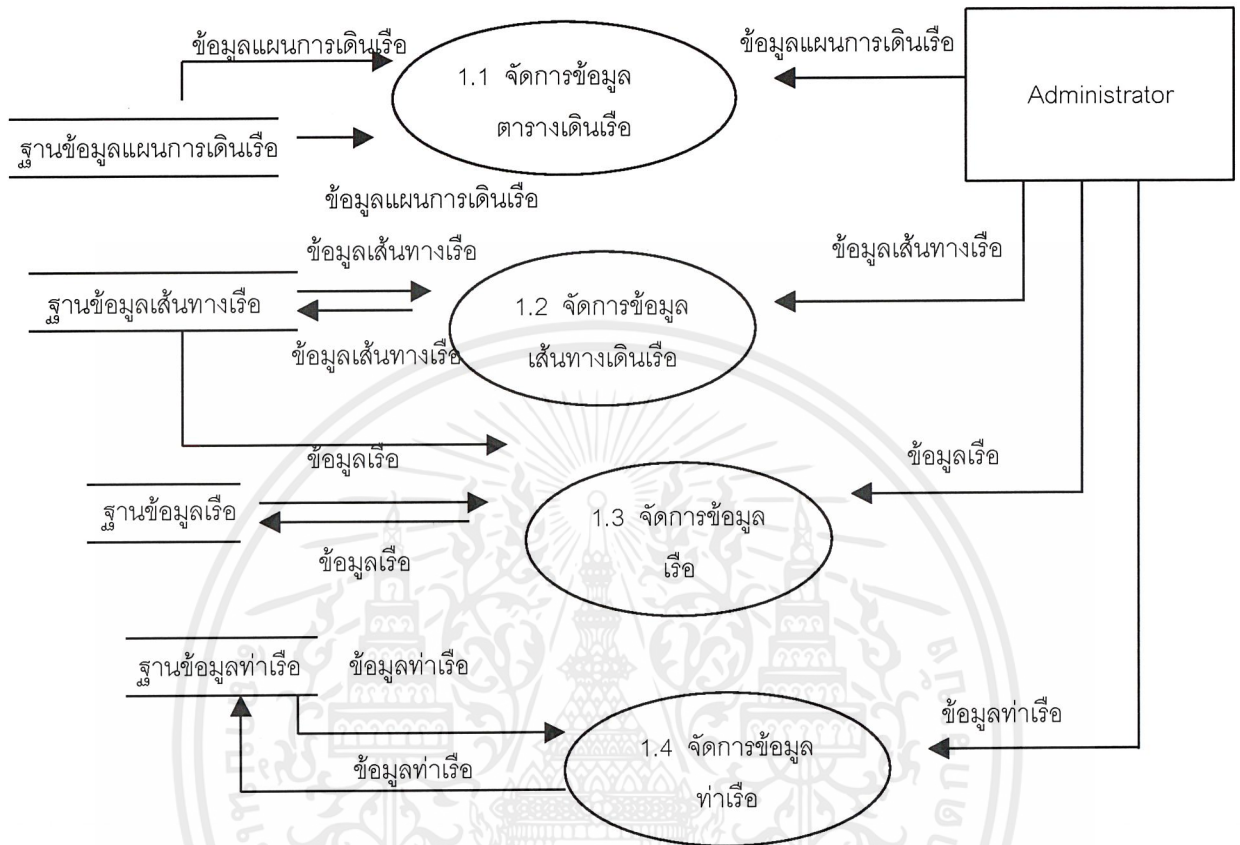 ข้อมูลแผนการเดินเรือ
ข้อมูลแผนการเดินเรือ
1.1 จัดการข้อมูล
ตารางเดินเรือ
Administrator
ฐานข้อมูลแผนการเดินเรือ
ข้อมูลแผนการเดินเรือ
ข้อมูลเส้นทางเรือ
ข้อมูลเส้นทางเรือ
ฐานข้อมูลเส้นทางเรือ
1.2 จัดการข้อมูล
เส้นทางเดินเรือ
ข้อมูลเส้นทางเรือ
ข้อมูลเรือ
ข้อมูลเรือ
ฐานข้อมูลเรือ
1.3 จัดการข้อมูล
เรือ
ข้อมูลเรือ
ฐานข้อมูลท่าเรือ
ข้อมูลท่าเรือ
ข้อมูลท่าเรือ
1.4 จัดการข้อมูล
ท่าเรือ
ข้อมูลท่าเรือ